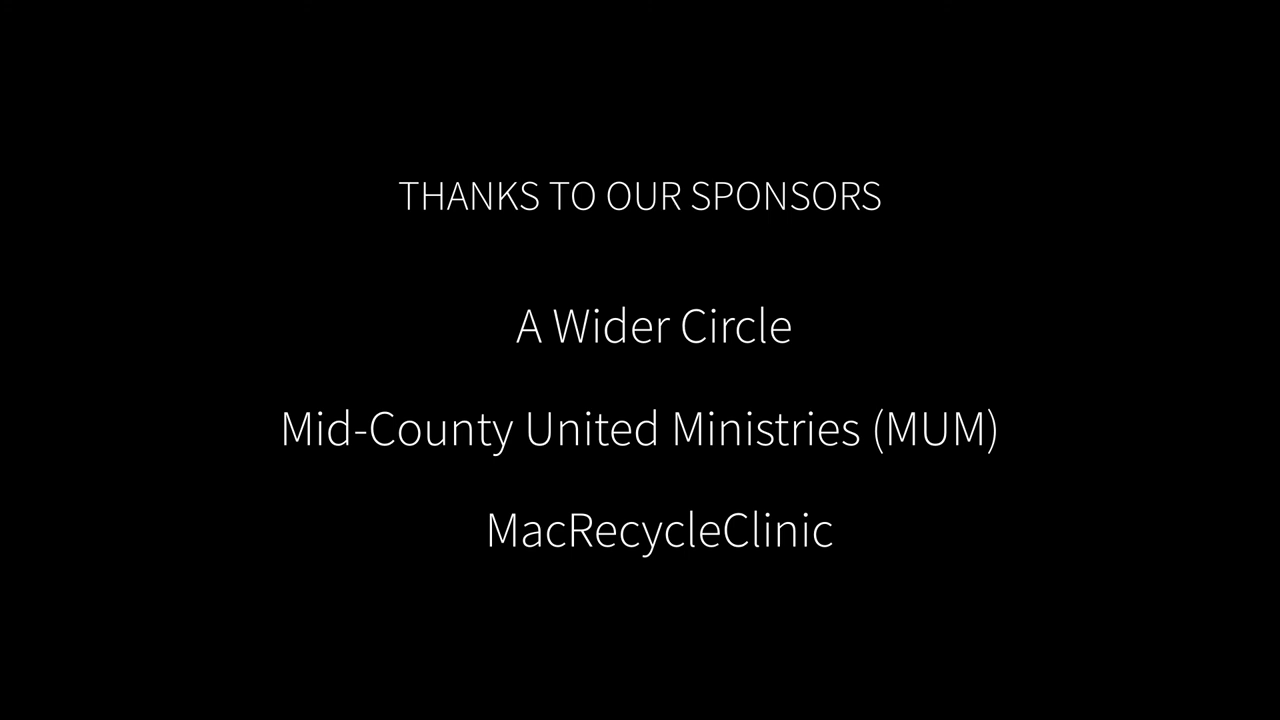 THANKS TO OUR SPONSORS
A Wider Circle
Mid-County United Ministries (MUM)
MacRecycleClinic